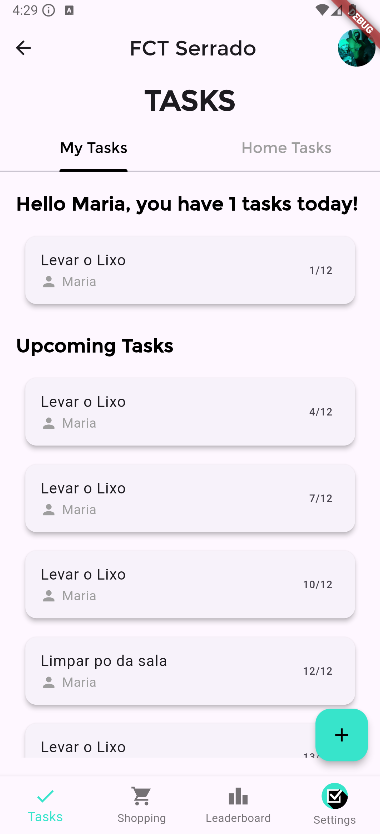 4:29
DEBUG
FCT Serrado
TASKS
My Tasks
Home Tasks
Hello Maria, you have 1 tasks today!
Levar o Lixo
1/12
Maria
Upcoming Tasks
Levar o Lixo
4/12
Maria
Levar o Lixo
7/12
Maria
Levar o Lixo
10/12
Maria
Limpar po da sala
12/12
Maria
Levar o Lixo
+
Tasks
Shopping
Leaderboard
Settings